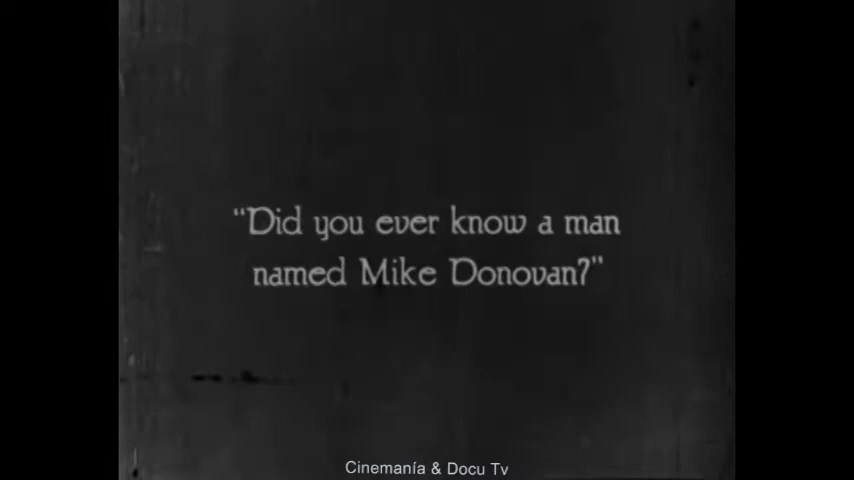 "Did you ever know a man
named Mike Donovan?"
Cinemanía & Docu Tv